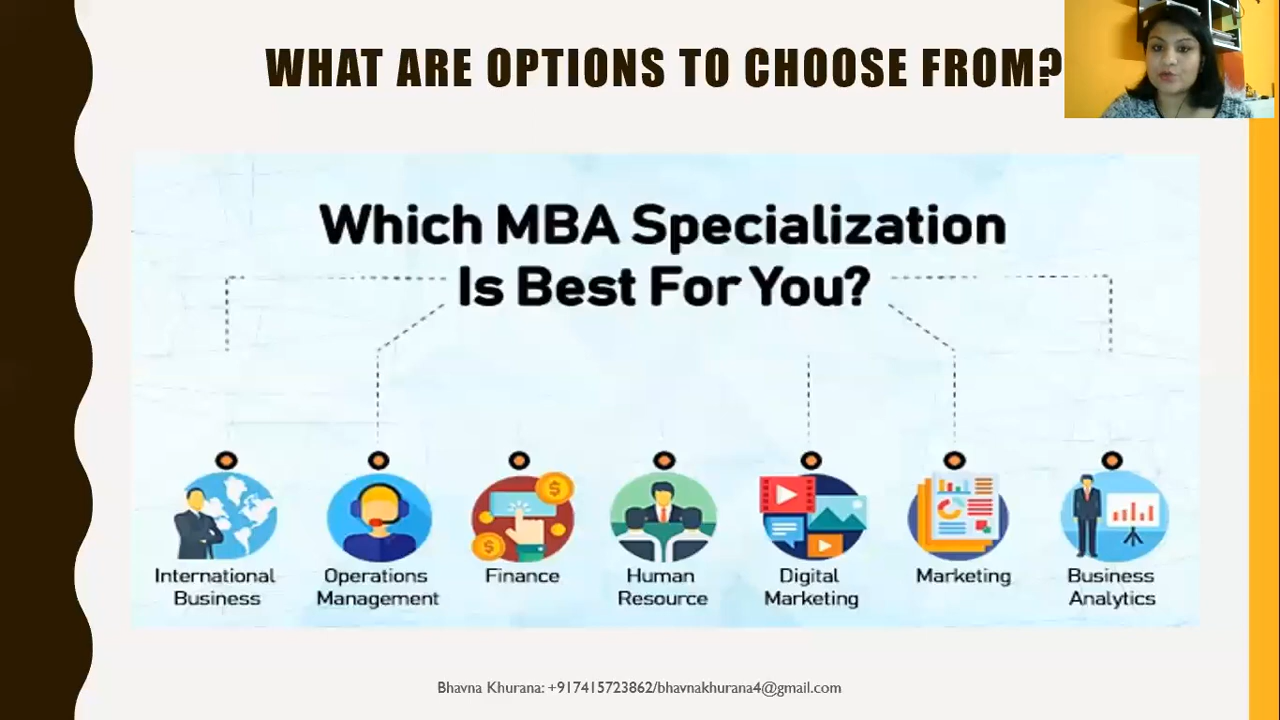 WHAT ARE OPTIONS TO CHOOSE FROM?
Which MBA Specialization
Is Best For You?
International
Business
Operations
Management
Finance
Human
Resource
Digital
Marketing
Marketing
Business
Analytics
Bhavna Khurana: +917415723862/bhavnakhurana4@gmail.com